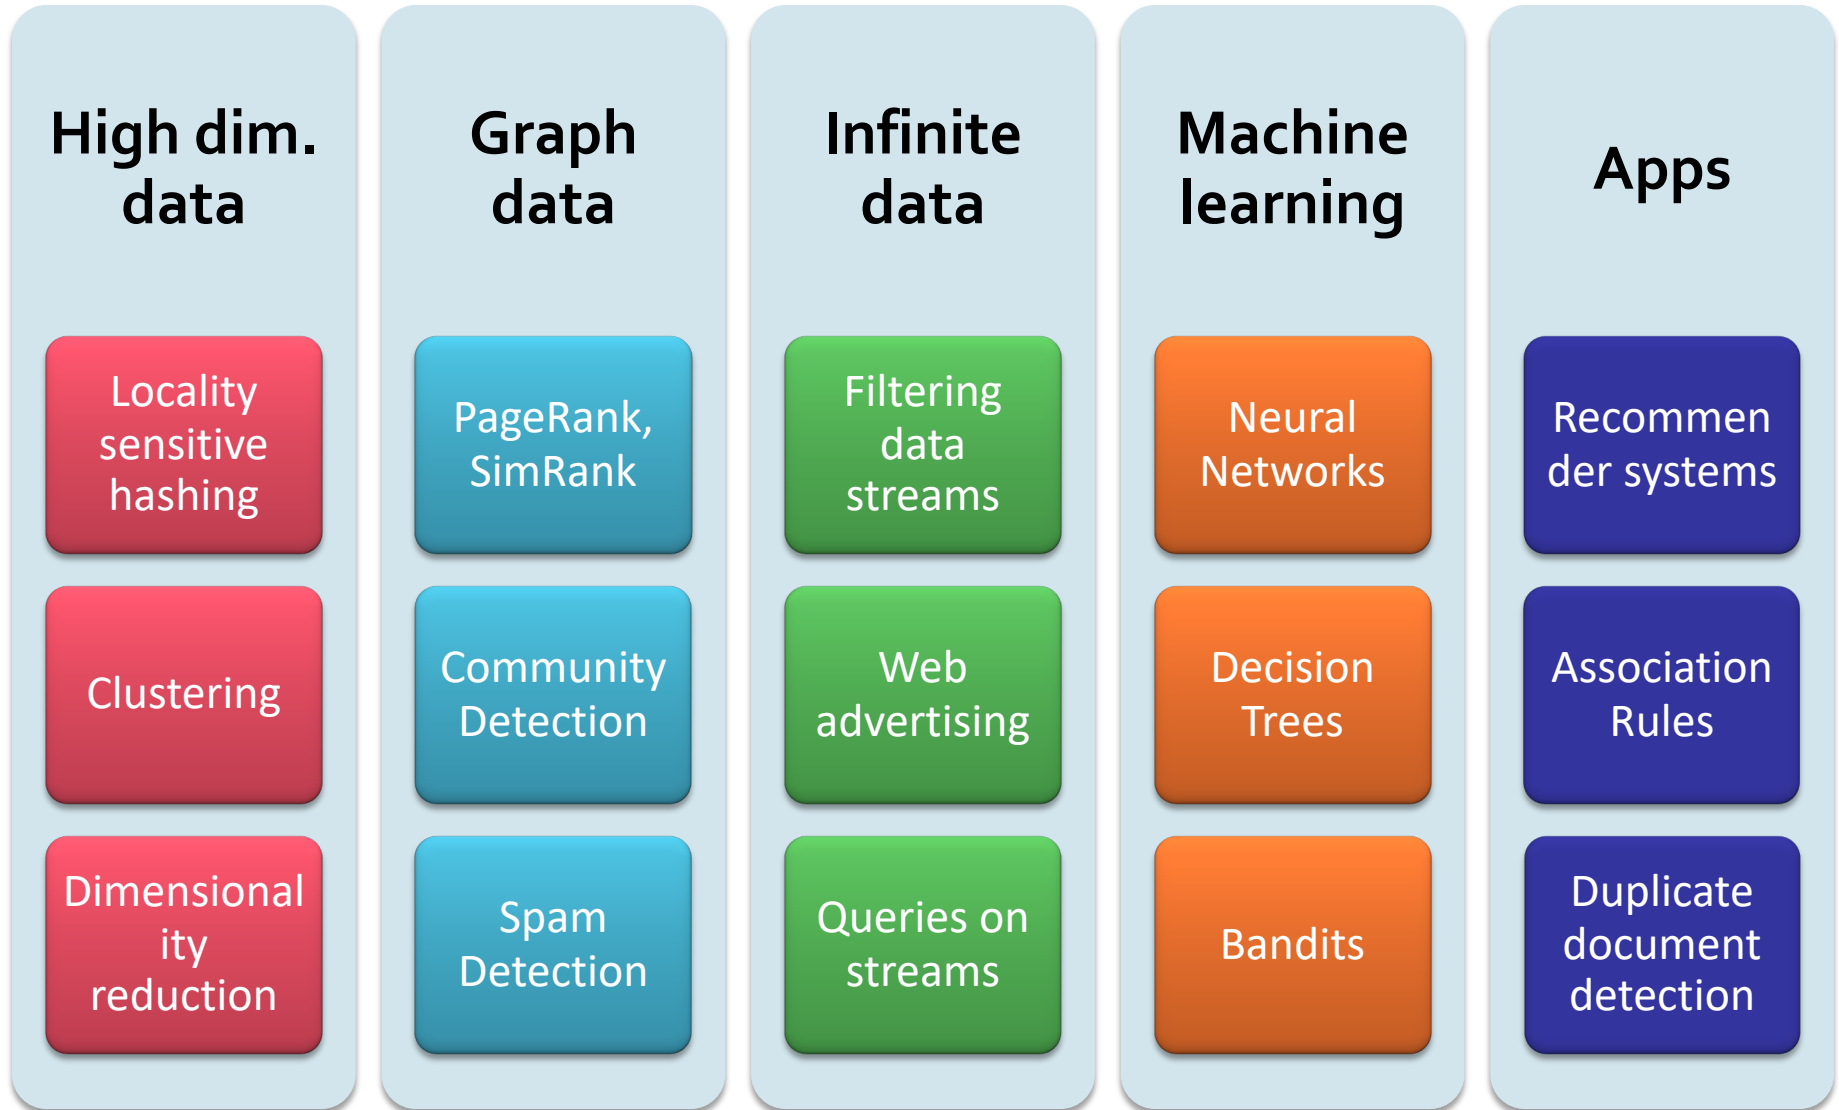 High dim.
data
Locality
sensitive
hashing
Clustering
Dimensional
ity
reduction
Graph
data
PageRank,
SimRank
Community
Detection
Spam
Detection
Infinite
data
Filtering
data
streams
Web
advertising
Queries on
streams
Machine
learning
Neural
Networks
Decision
Trees
Bandits
Apps
Recommen
der systems
Association
Rules
Duplicate
document
detection